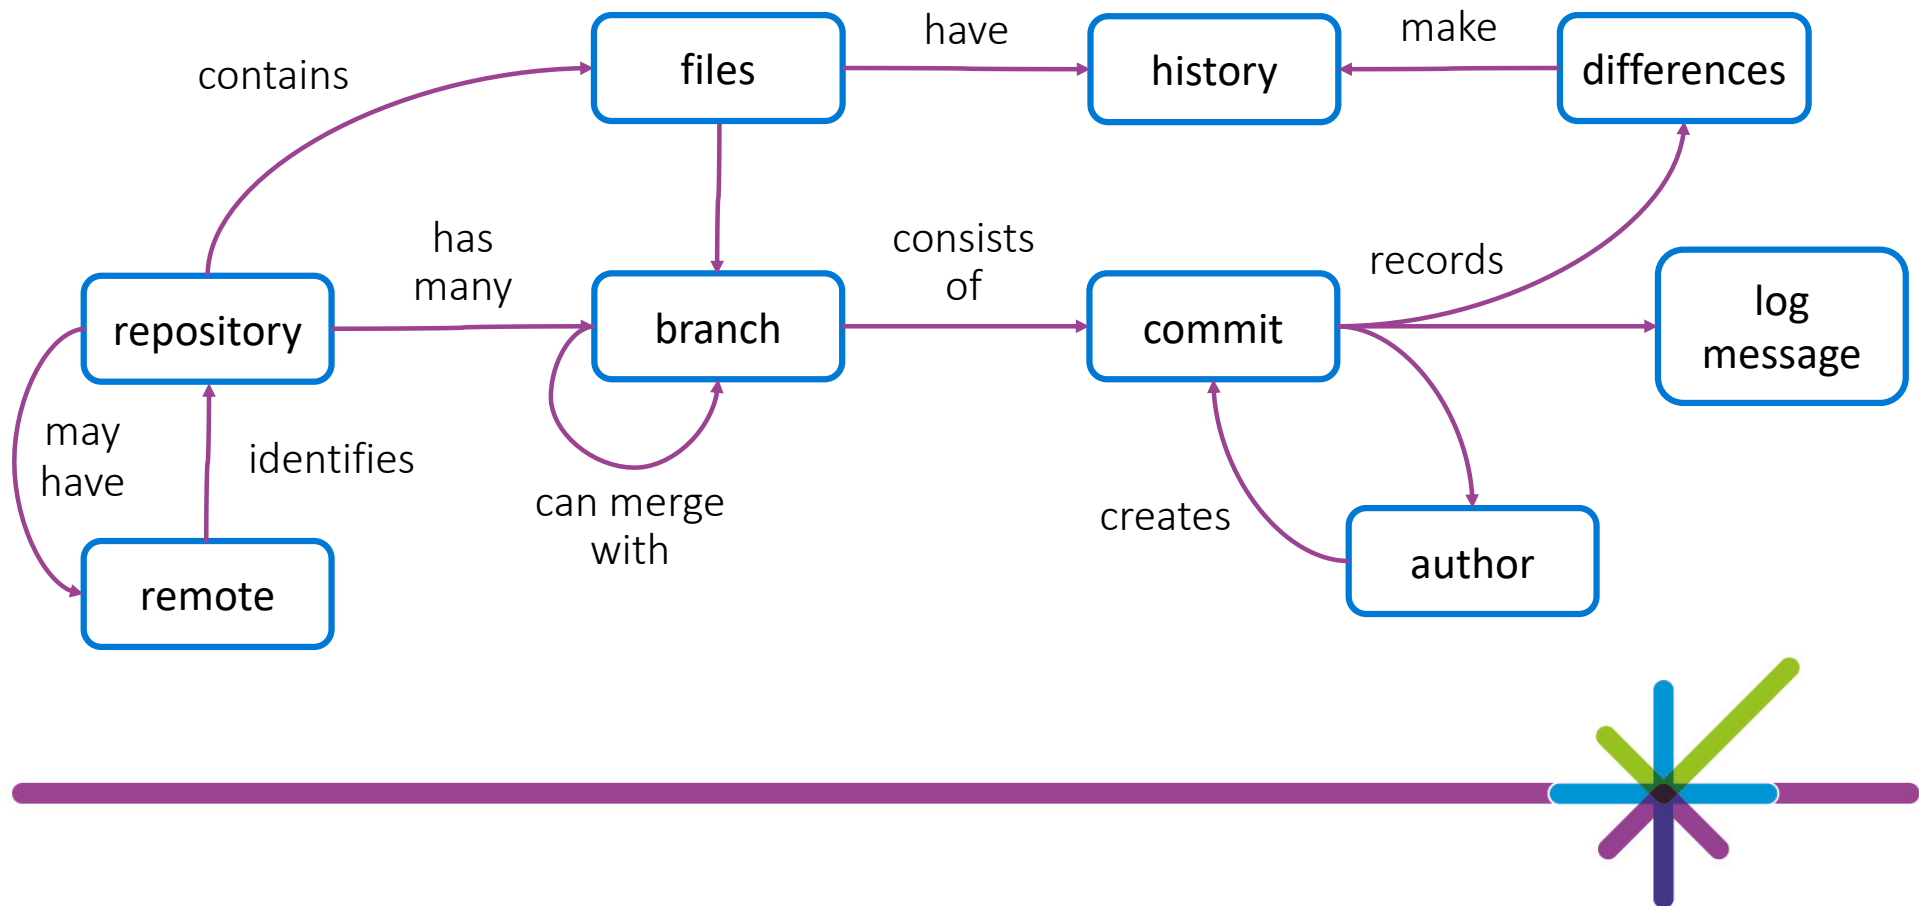 contains
files
have
history
make
differences
repository
has
many
branch
consists
of
commit
records
log
message
may
have
identifies
can merge
with
creates
remote
author